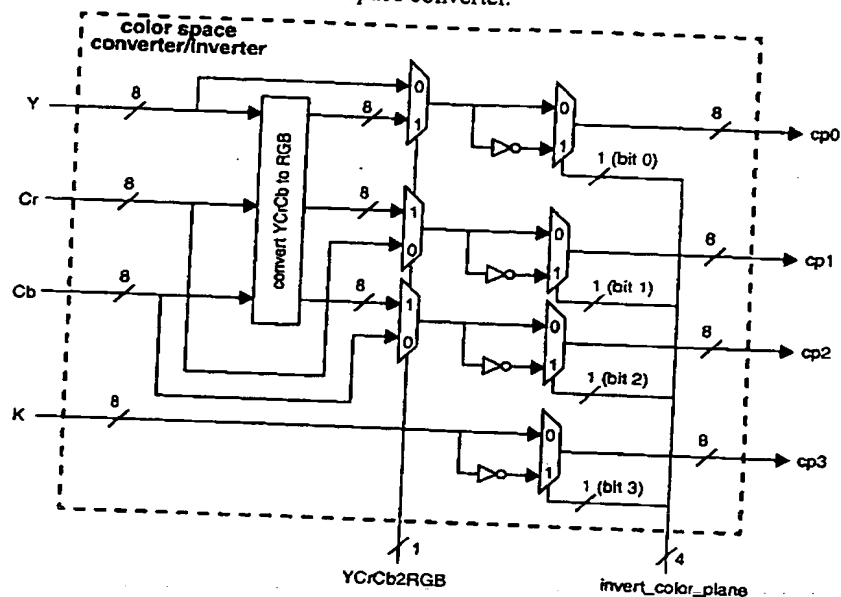 color space
converter/inverter
Y
8
8
0
1
0
1
8
cp0
1 (bit 0)
convert YCrCb to RGB
Cr
8
8
1
0
0
1
8
cp1
1 (bit 1)
Cb
8
8
1
0
0
1
8
cp2
1 (bit 2)
K
8
0
1
8
cp3
1 (bit 3)
1
YCrCb2RGB
4
invert_color_plane
converter.